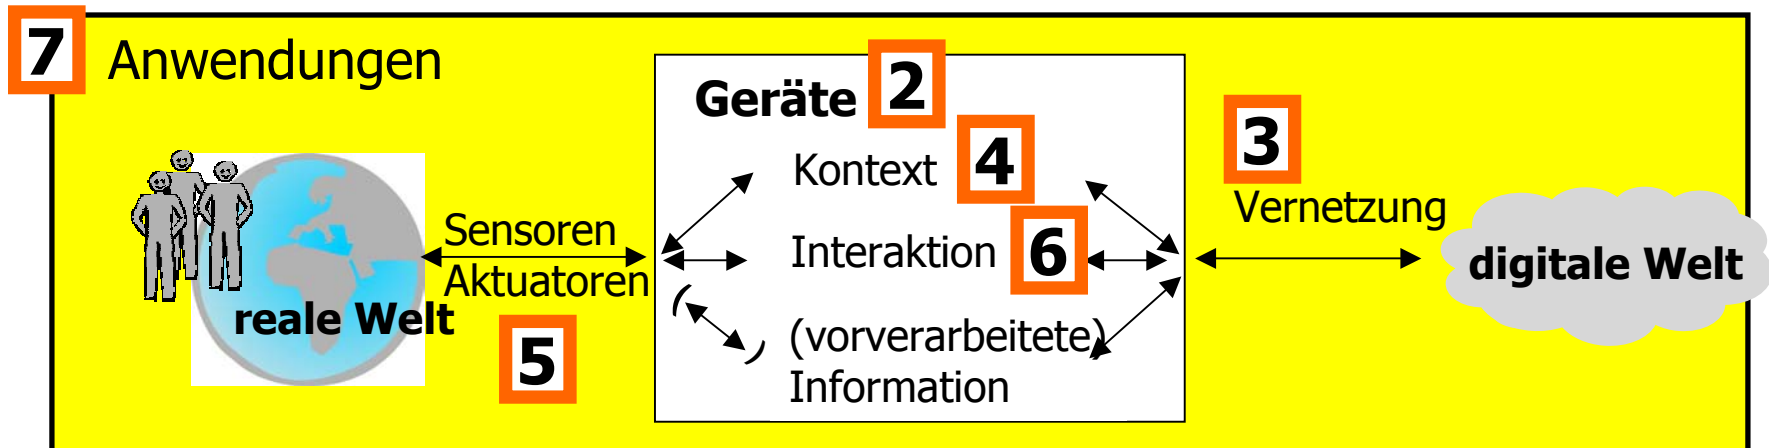 7 Anwendungen
Geräte 2
Kontext 4
Interaktion 6
(vorverarbeitete)
Information
Sensoren
Aktuatoren
5
reale Welt
3
Vernetzung
digitale Welt